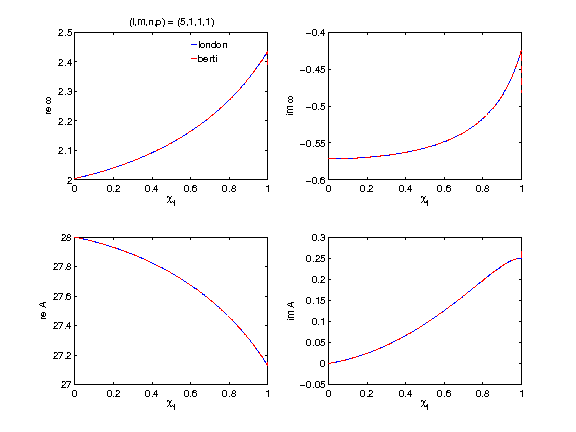 (l,m,n,p) = (5,1,1,1)
2.5
2.4
2.3
2.2
2.1
2
re ω
london
berti
0 0.2 0.4 0.6 0.8 1
χf
−0.4
−0.5
−0.55
−0.6
im ω
0 0.2 0.4 0.6 0.8 1
χf
28
27.8
27.6
27.4
27.2
27
re A
0 0.2 0.4 0.6 0.8 1
χf
0.3
0.25
0.2
0.15
0.1
0.05
0
−0.05
im A
0 0.2 0.4 0.6 0.8 1
χf